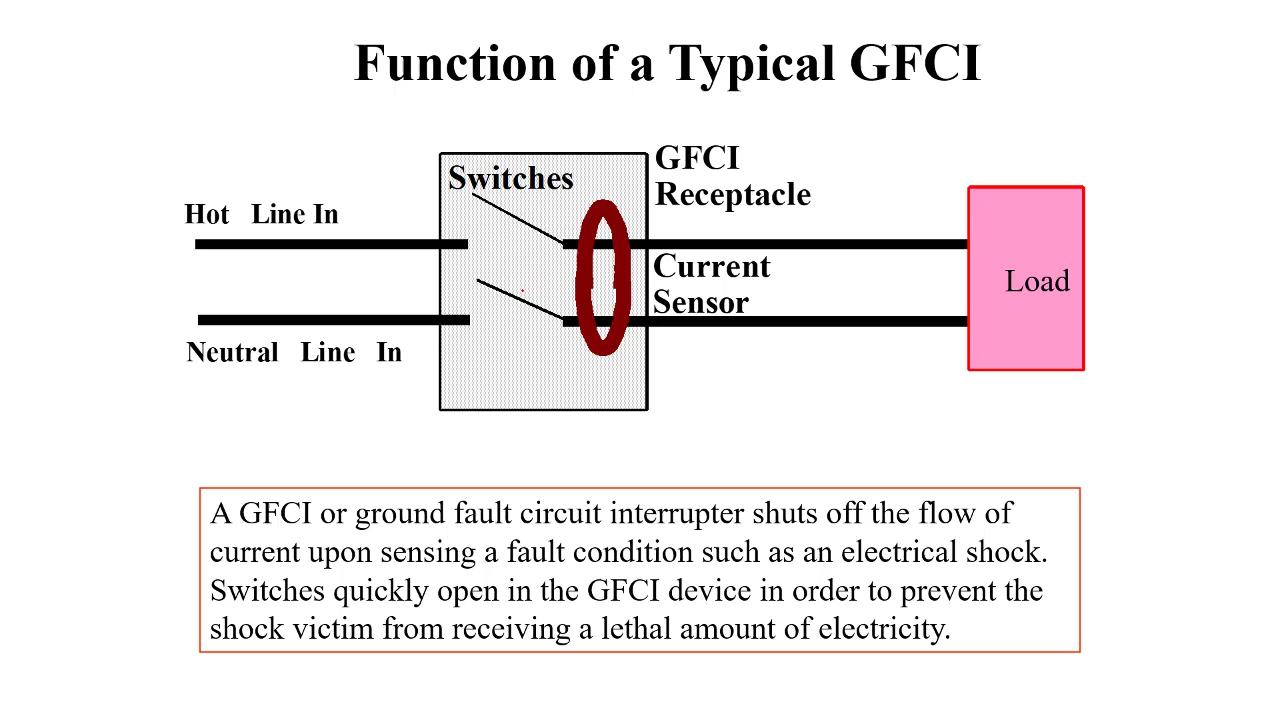 Function of a Typical GFCI
Switches
GFCI
Receptacle
Hot Line In
Current
Sensor
Load
Neutral Line In
A GFCI or ground fault circuit interrupter shuts off the flow of
current upon sensing a fault condition such as an electrical shock.
Switches quickly open in the GFCI device in order to prevent the
shock victim from receiving a lethal amount of electricity.